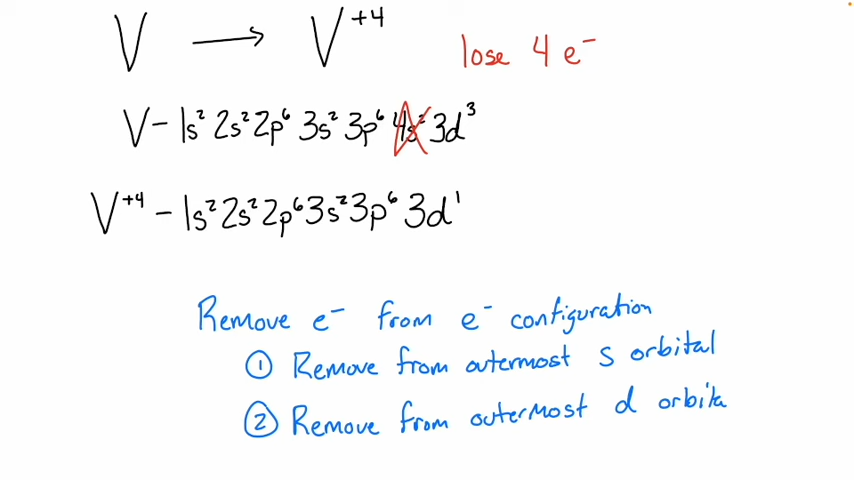 V → V⁺⁴ lose 4 e⁻
V - 1s² 2s² 2p⁶ 3s² 3p⁶ 4s² 3d³
V⁺⁴ - 1s² 2s² 2p⁶ 3s² 3p⁶ 3d¹
Remove e⁻ from e⁻ configuration
① Remove from outermost s orbital
② Remove from outermost d orbita